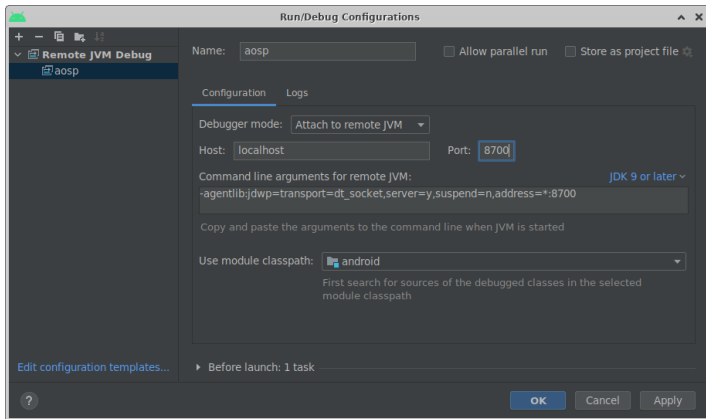 Run/Debug Configurations
Name: aosp
Allow parallel run
Store as project file
Remote JVM Debug
aosp
Configuration Logs
Debugger mode: Attach to remote JVM
Host: localhost Port: 8700
Command line arguments for remote JVM: JDK 9 or later
-agentlib:jdwp=transport=dt_socket,server=y,suspend=n,address=*:8700
Copy and paste the arguments to the command line when JVM is started
Use module classpath: android
First search for sources of the debugged classes in the selected
module classpath
Edit configuration templates...
Before launch: 1 task
? OK Cancel Apply